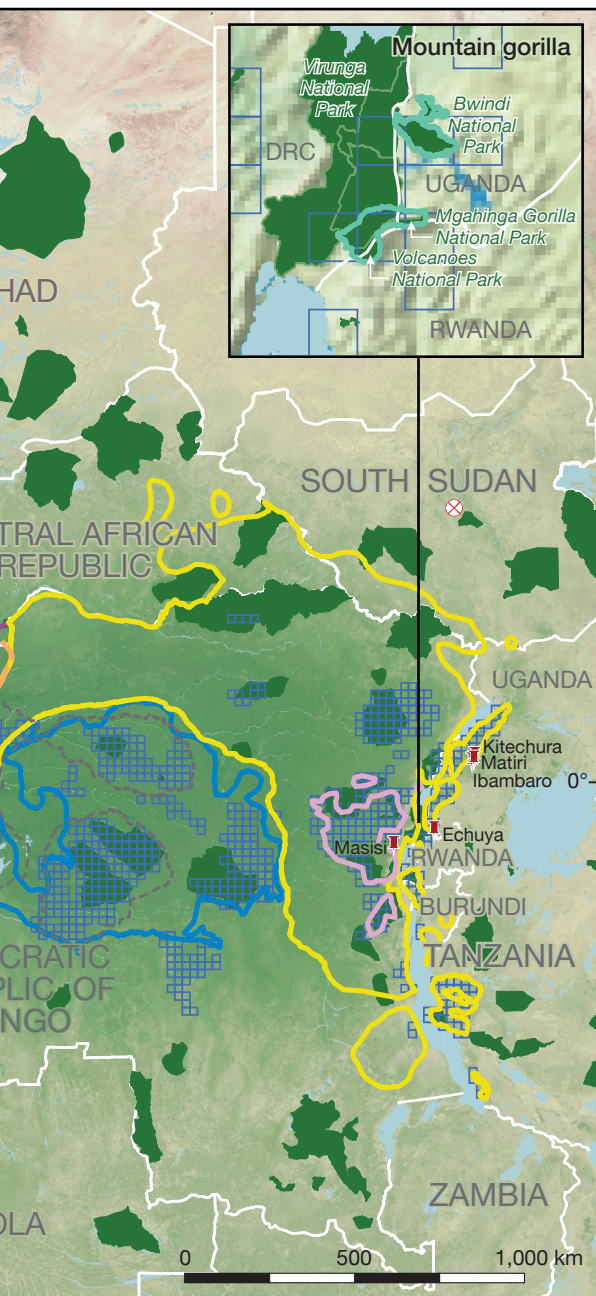 Mountain gorilla
Virunga
National
Park
Bwindi
National
Park
DRC
UGANDA
Mgahinga Gorilla
National Park
Volcanoes
National Park
RWANDA
HAD
SOUTH SUDAN
TRAL AFRICAN
REPUBLIC
UGANDA
Kitechura
Matiri
Ibambaro
0°
Echuya
Masisi
RWANDA
BURUNDI
TANZANIA
CRATIC
PLIC OF
NGO
ZAMBIA
OLA
0 500 1,000 km